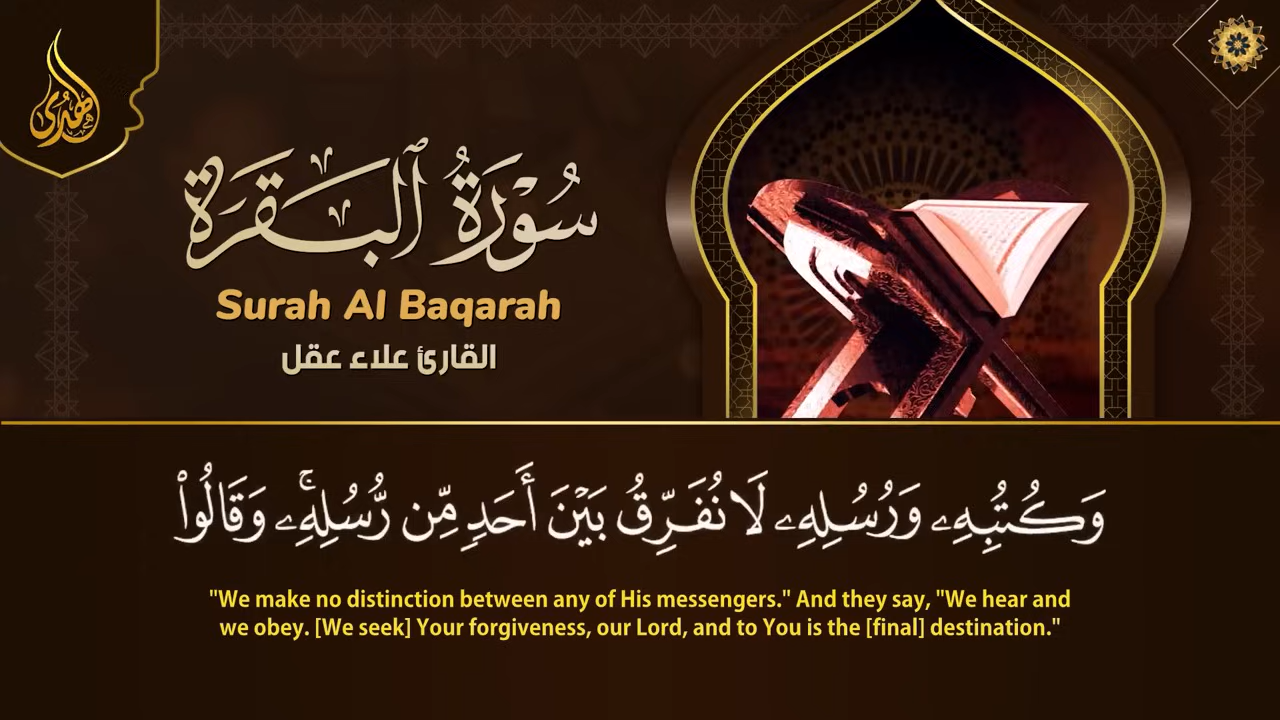 الهدى
سُورَةُ ٱلْبَقَرَةِ
Surah Al Baqarah
القارئ علاء عقل
وَكُتُبِهِۦ وَرُسُلِهِۦ لَا نُفَرِّقُ بَيْنَ أَحَدٍ مِّن رُّسُلِهِۦۚ وَقَالُوا۟
"We make no distinction between any of His messengers." And they say, "We hear and
we obey. [We seek] Your forgiveness, our Lord, and to You is the [final] destination."